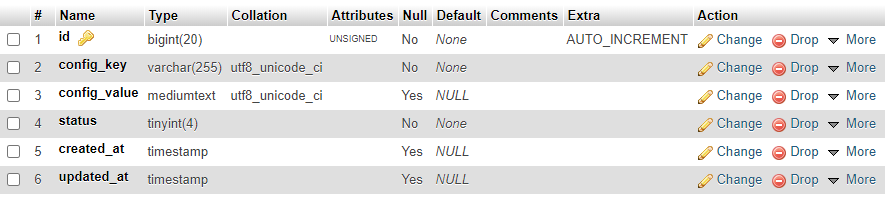 # Name Type Collation Attributes Null Default Comments Extra Action
1 id bigint(20) UNSIGNED No None AUTO_INCREMENT Change Drop More
2 config_key varchar(255) utf8_unicode_ci No None Change Drop More
3 config_value mediumtext utf8_unicode_ci Yes NULL Change Drop More
4 status tinyint(4) No None Change Drop More
5 created_at timestamp Yes NULL Change Drop More
6 updated_at timestamp Yes NULL Change Drop More